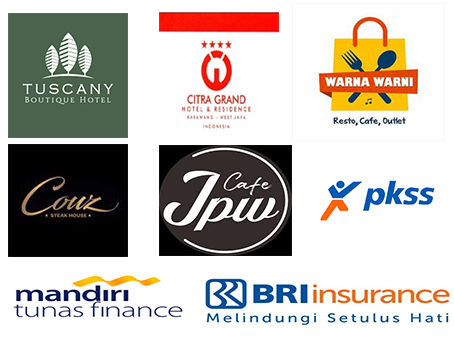 TUSCANY
BOUTIQUE HOTEL
CITRA GRAND
HOTEL & RESIDENCE
KARAWANG - WEST JAVA
INDONESIA
WARNA WARNI
Resto, Cafe, Outlet
Couz
STEAK HOUSE
Cafe
Jpw
pkss
mandiri
tunas finance
BRI insurance
Melindungi Setulus Hati